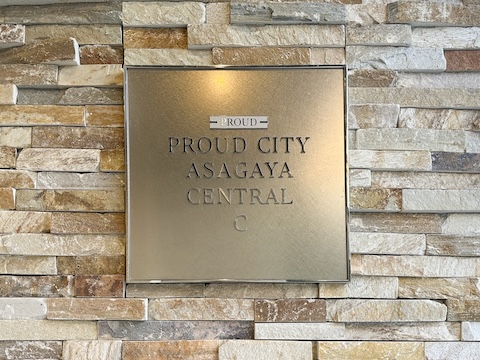 PROUD
PROUD CITY
ASAGAYA
CENTRAL
C